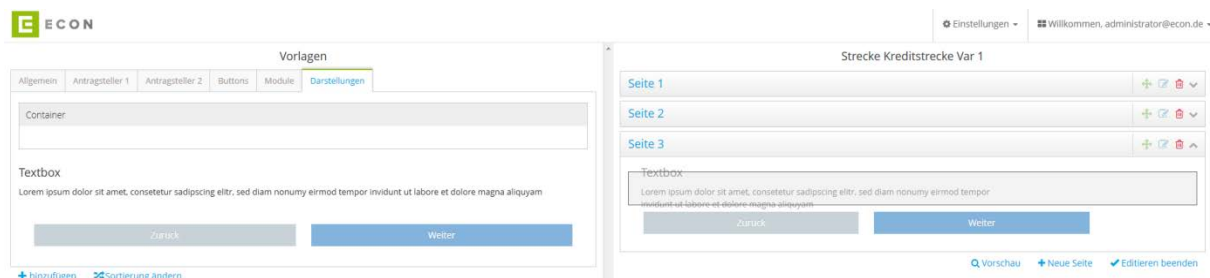 ECON
Einstellungen
Willkommen, administrator@econ.de
Vorlagen
Allgemein
Antragsteller 1
Antragsteller 2
Buttons
Module
Darstellungen
Container
Textbox
Lorem ipsum dolor sit amet, consetetur sadipscing elitr, sed diam nonumy eirmod tempor invidunt ut labore et dolore magna aliquyam
Zurück
Weiter
hinzufügen
Sortierung ändern
Strecke Kreditstrecke Var 1
Seite 1
Seite 2
Seite 3
Textbox
Lorem ipsum dolor sit amet, consetetur sadipscing elitr, sed diam nonumy eirmod tempor
invidunt ut labore et dolore magna aliquyam
Zurück
Weiter
Vorschau
Neue Seite
Editieren beenden